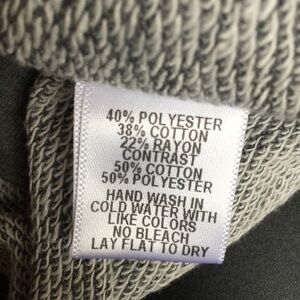 40% POLYESTER
38% COTTON
22% RAYON
CONTRAST
50% COTTON
50% POLYESTER
HAND WASH IN
COLD WATER WITH
LIKE COLORS
NO BLEACH
LAY FLAT TO DRY